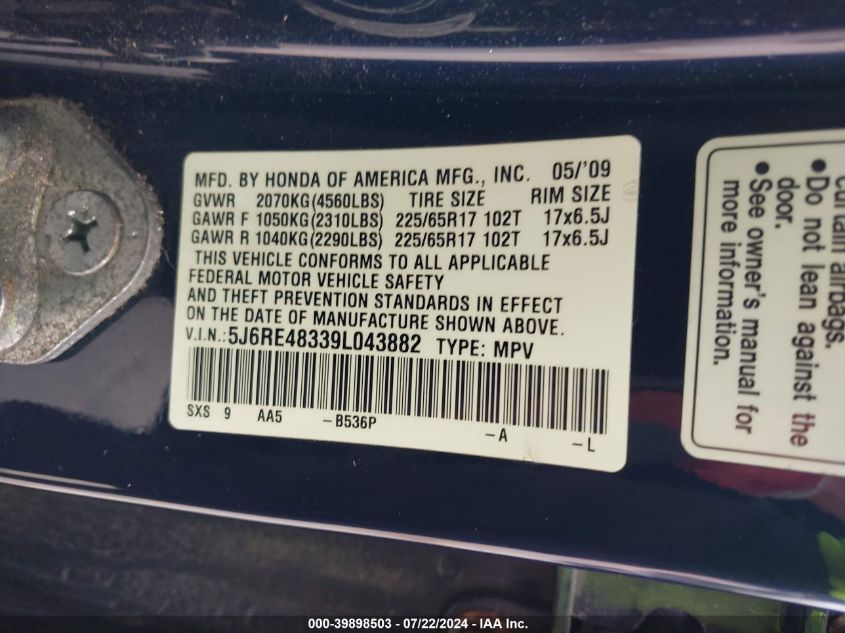 MFD. BY HONDA OF AMERICA MFG., INC. 05/'09
GVWR 2070KG(4560LBS) TIRE SIZE RIM SIZE
GAWR F 1050KG(2310LBS) 225/65R17 102T 17x6.5J
GAWR R 1040KG(2290LBS) 225/65R17 102T 17x6.5J
THIS VEHICLE CONFORMS TO ALL APPLICABLE
FEDERAL MOTOR VEHICLE SAFETY
AND THEFT PREVENTION STANDARDS IN EFFECT
ON THE DATE OF MANUFACTURE SHOWN ABOVE.
V.I.N.:5J6RE48339L043882 TYPE: MPV
SXS 9 AA5 -B536P -A -L
airbags.
•Do not lean against the
door.
•See owner's manual for
more information.
000-39898503 / 07/22/2024 - IAA Inc.